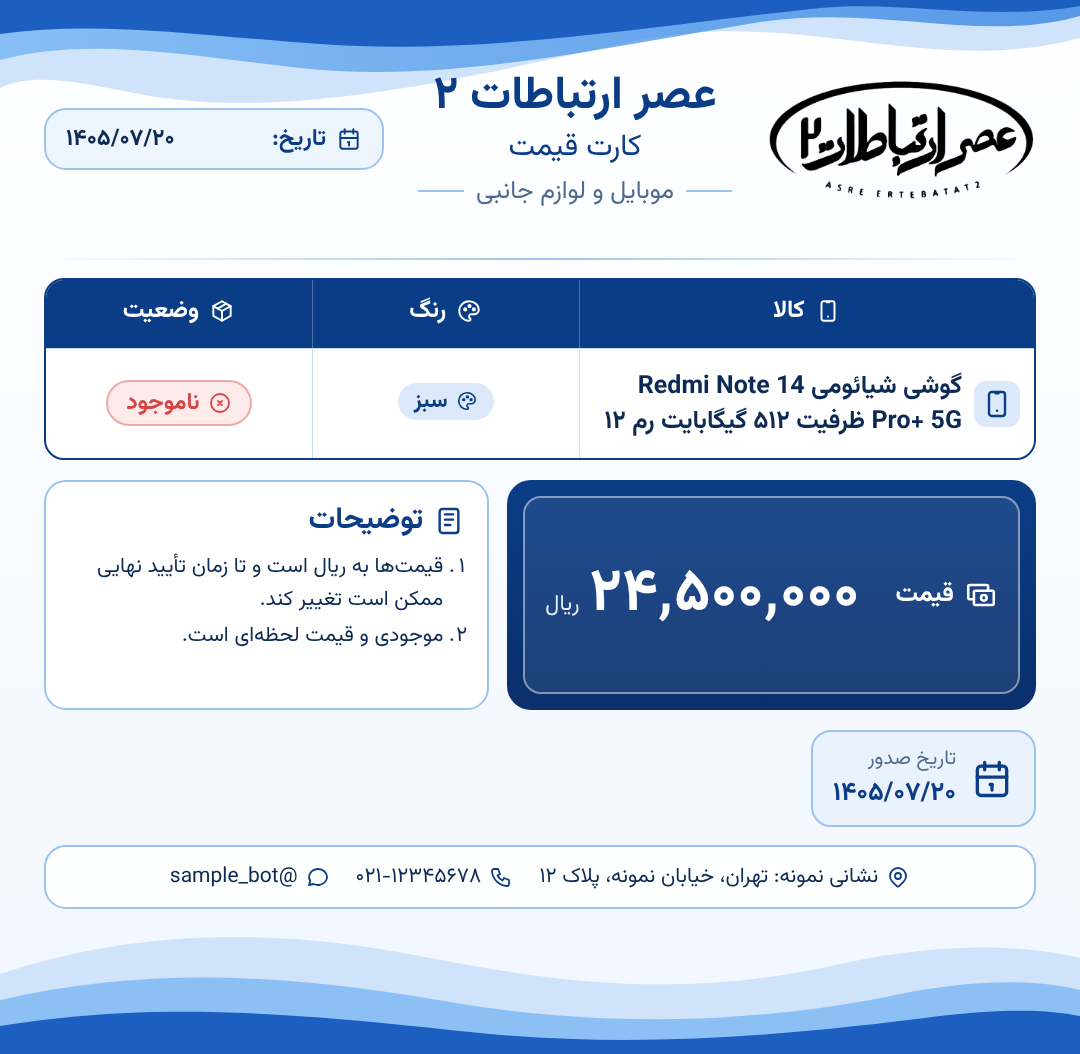 عصر ارتباطات ۲
ASRE ERTEBATAT 2
عصر ارتباطات ۲
کارت قیمت
موبایل و لوازم جانبی
تاریخ: ۱۴۰۵/۰۷/۲۰
کالا رنگ وضعیت
گوشی شیائومی Redmi Note 14
Pro+ 5G ظرفیت ۵۱۲ گیگابایت رم ۱۲
سبز
ناموجود
قیمت ۲۴,۵۰۰,۰۰۰ ریال
توضیحات
۱. قیمت‌ها به ریال است و تا زمان تأیید نهایی
ممکن است تغییر کند.
۲. موجودی و قیمت لحظه‌ای است.
تاریخ صدور
۱۴۰۵/۰۷/۲۰
نشانی نمونه: تهران، خیابان نمونه، پلاک ۱۲ ۰۲۱-۱۲۳۴۵۶۷۸ @sample_bot